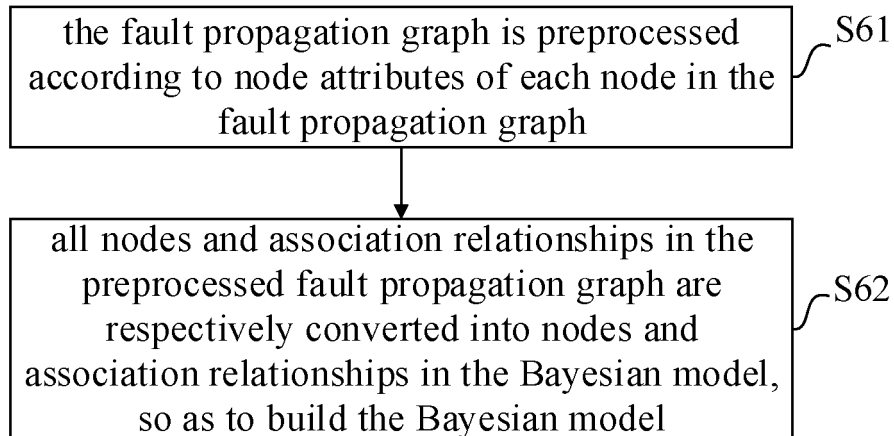 the fault propagation graph is preprocessed
according to node attributes of each node in the
fault propagation graph
S61
all nodes and association relationships in the
preprocessed fault propagation graph are
respectively converted into nodes and
association relationships in the Bayesian model,
so as to build the Bayesian model
S62